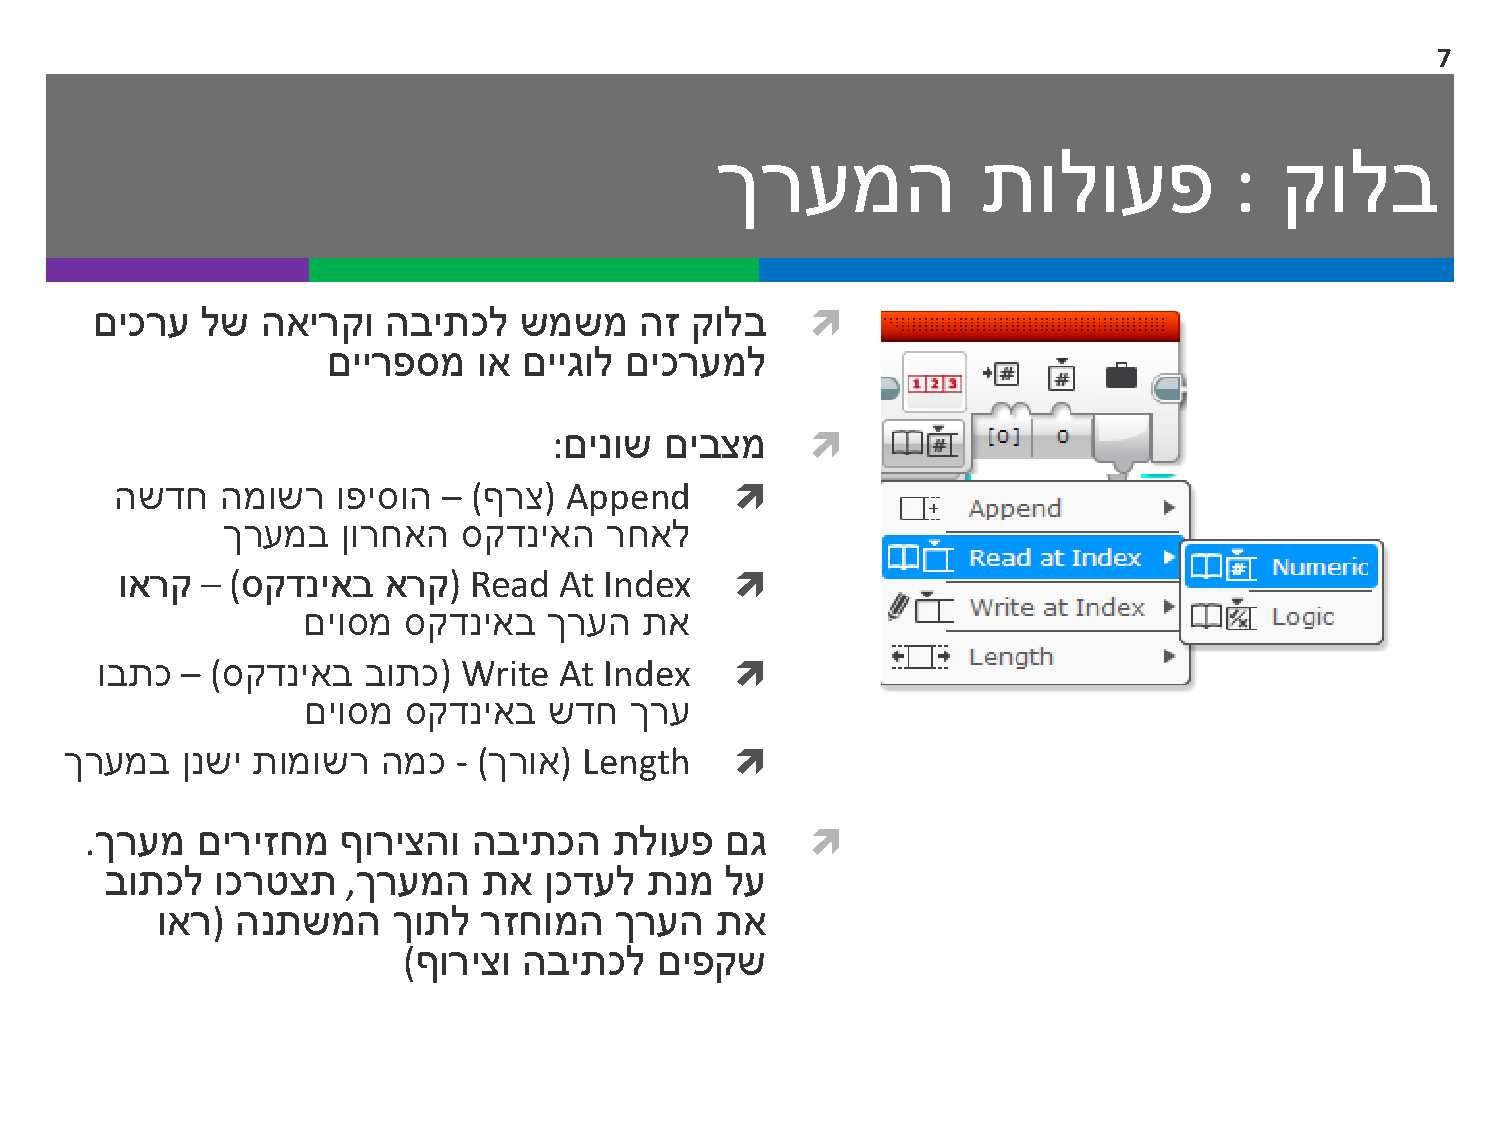 7
בלוק : פעולות המערך
בלוק זה משמש לכתיבה וקריאה של ערכים
למערכים לוגיים או מספריים
מצבים שונים:
Append (צרף) – הוסיפו רשומה חדשה
לאחר האינדקס האחרון במערך
Read At Index (קרא באינדקס) – קראו
את הערך באינדקס מסוים
Write At Index (כתוב באינדקס) – כתבו
ערך חדש באינדקס מסוים
Length (אורך) - כמה רשומות ישנן במערך
גם פעולת הכתיבה והצירוף מחזירים מערך.
על מנת לעדכן את המערך, תצטרכו לכתוב
את הערך המוחזר לתוך המשתנה (ראו
שקפים לכתיבה וצירוף)
1 2 3
# #
[0] 0
#
Append
Read at Index
Write at Index
Length
# Numeric
Logic